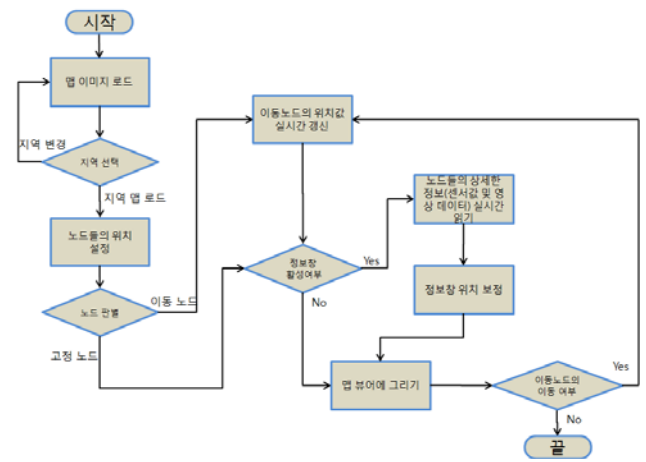 시작
맵 이미지 로드
지역 변경
지역 선택
지역 맵 로드
노드들의 위치
설정
노드 판별
이동 노드
고정 노드
이동노드의 위치값
실시간 갱신
정보창
활성여부
Yes
No
노드들의 상세한
정보(센서값 및 영
상 데이터) 실시간
읽기
정보창 위치 보정
맵 뷰어에 그리기
이동노드의
이동 여부
Yes
No
끝